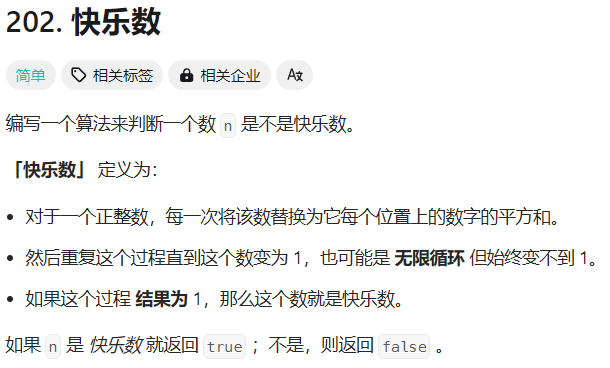 202. 快乐数
简单 相关标签 相关企业 Aあ
编写一个算法来判断一个数 n 是不是快乐数。
「快乐数」 定义为：
• 对于一个正整数，每一次将该数替换为它每个位置上的数字的平方和。
• 然后重复这个过程直到这个数变为 1，也可能是 无限循环 但始终变不到 1。
• 如果这个过程 结果为 1，那么这个数就是快乐数。
如果 n 是 快乐数 就返回 true ；不是，则返回 false 。